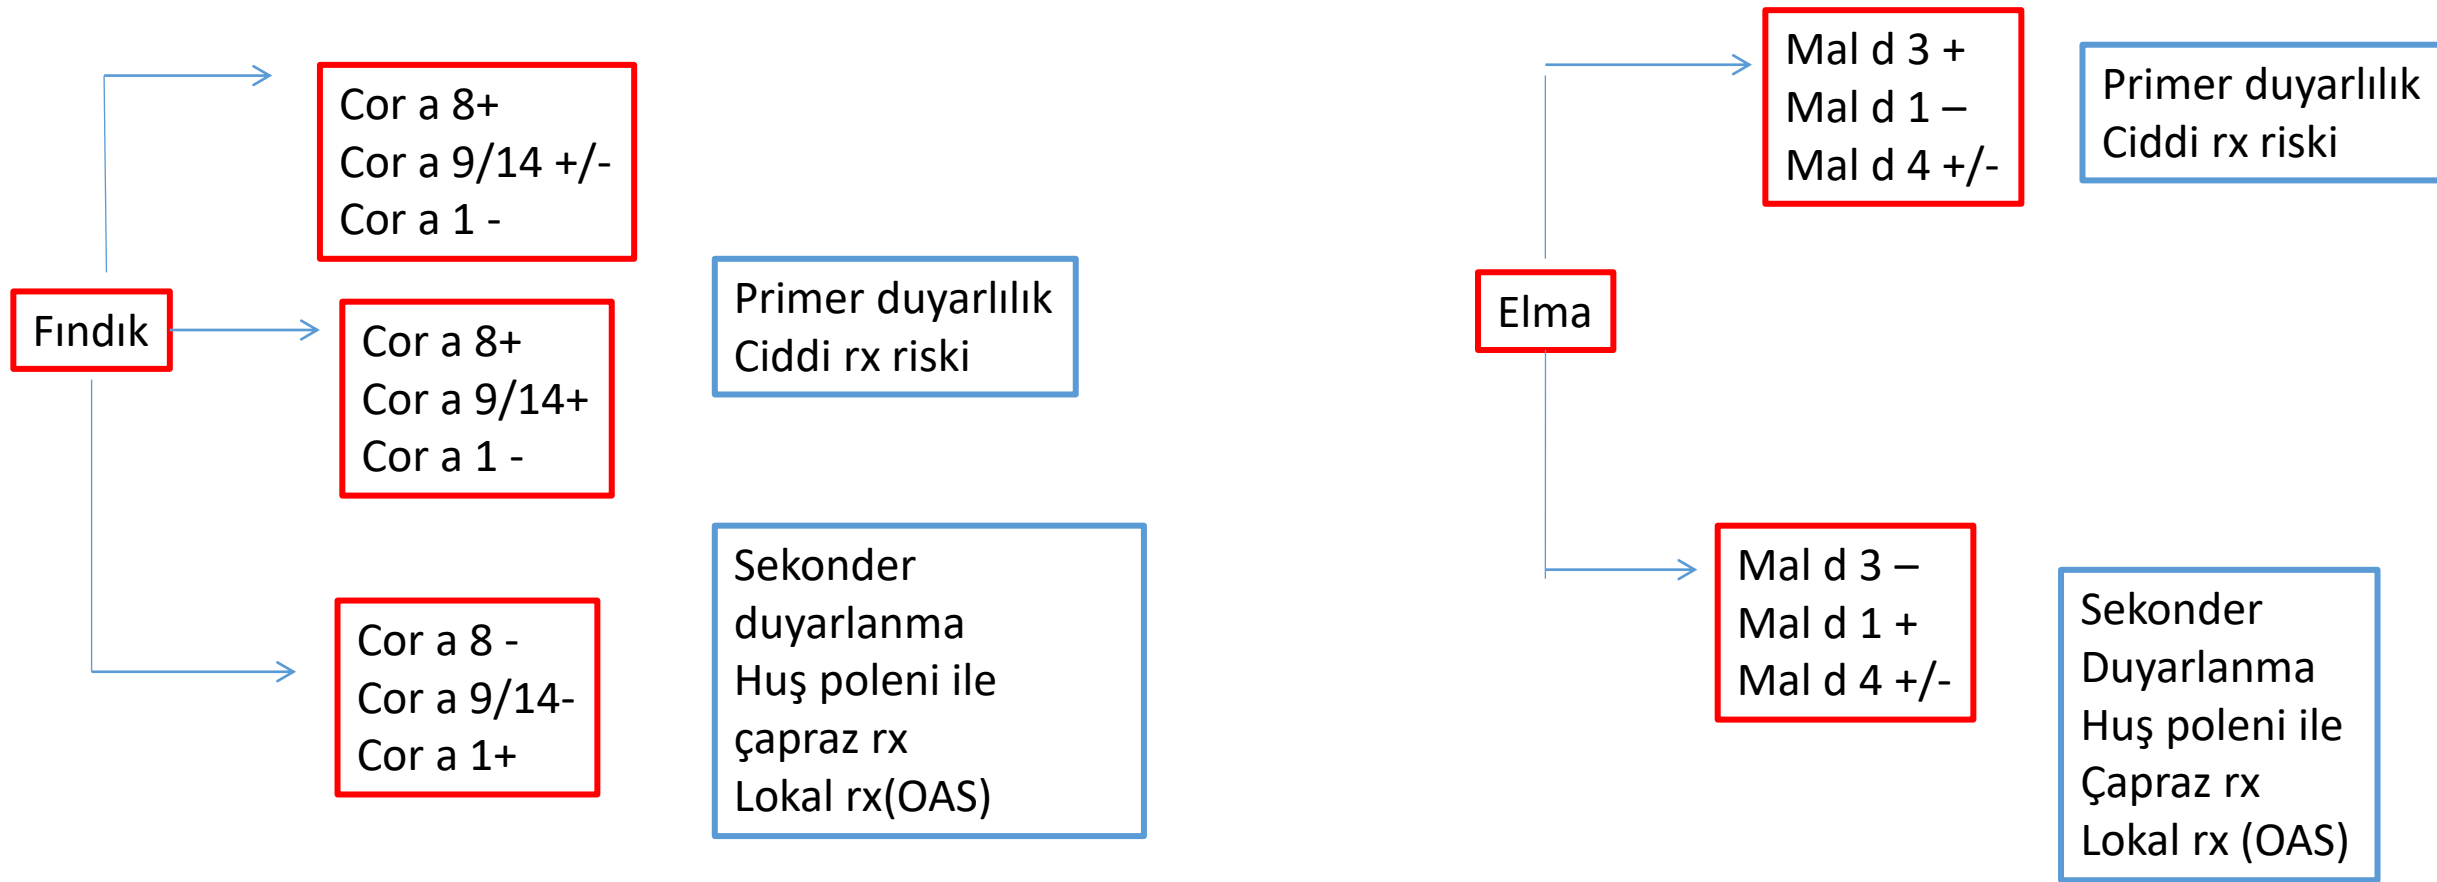 Fındık
Cor a 8+
Cor a 9/14 +/-
Cor a 1 -
Cor a 8+
Cor a 9/14+
Cor a 1 -
Primer duyarlılık
Ciddi rx riski
Cor a 8 -
Cor a 9/14-
Cor a 1+
Sekonder
duyarlanma
Huş poleni ile
çapraz rx
Lokal rx(OAS)
Elma
Mal d 3 +
Mal d 1 –
Mal d 4 +/-
Primer duyarlılık
Ciddi rx riski
Mal d 3 –
Mal d 1 +
Mal d 4 +/-
Sekonder
Duyarlanma
Huş poleni ile
Çapraz rx
Lokal rx (OAS)